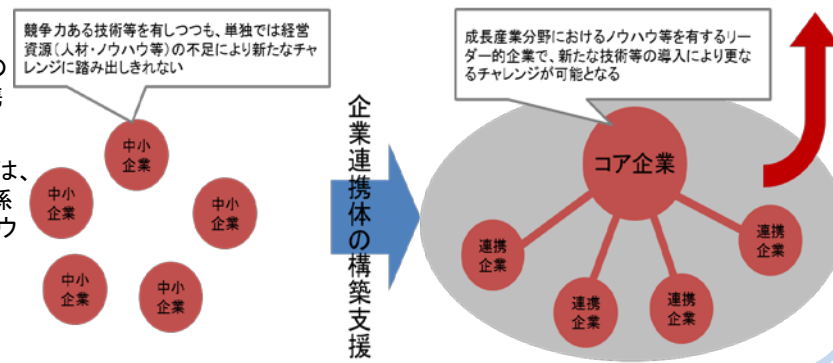 競争力ある技術等を有しつつも、単独では経営
資源（人材・ノウハウ等）の不足により新たなチャ
レンジに踏み出しきれない
の
携
は、
係
ウ
中小
企業
中小
企業
中小
企業
中小
企業
中小
企業
企業連携体の構築支援
成長産業分野におけるノウハウ等を有するリー
ダー的企業で、新たな技術等の導入により更な
るチャレンジが可能となる
コア企業
連携
企業
連携
企業
連携
企業
連携
企業